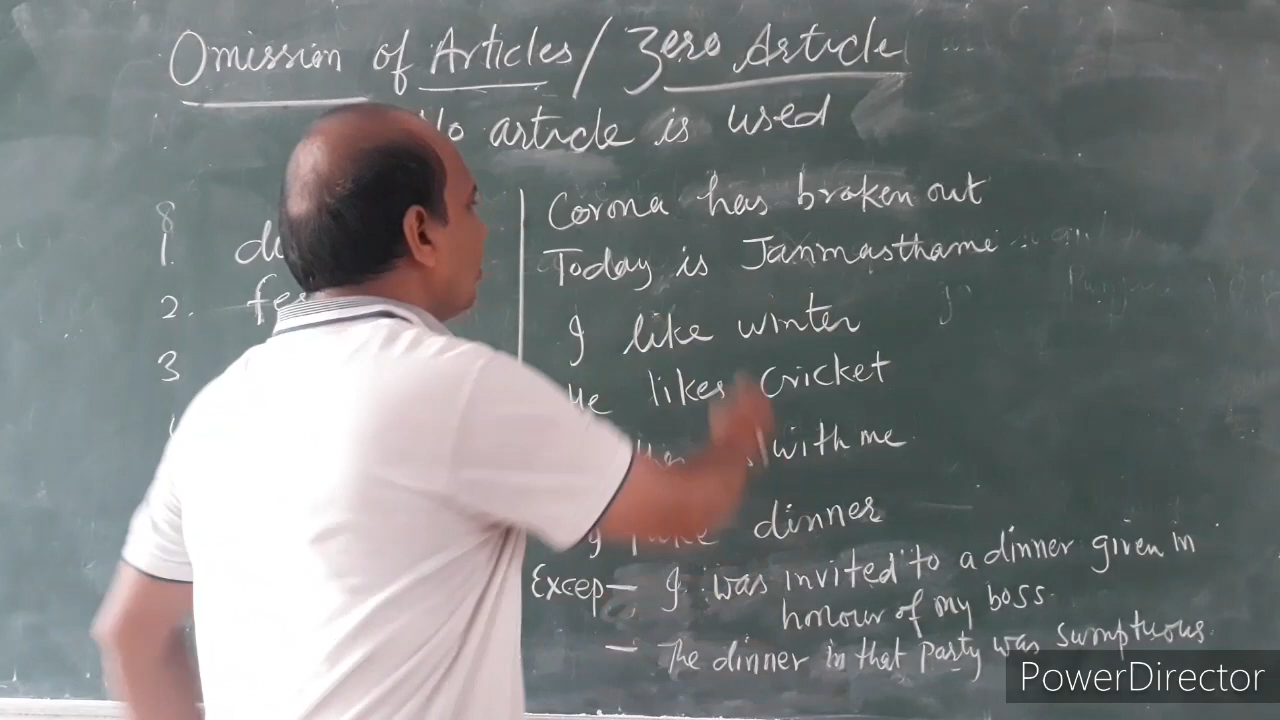 Omission of Articles / Zero Article
article is used
8
1.
2.
3
Corona has broken out
Today is Janmasthami
I like winter
He likes Cricket
with me
dinner
Excep- I was invited to a dinner given in
honour of my boss.
- The dinner in that party was sumptuous.
PowerDirector